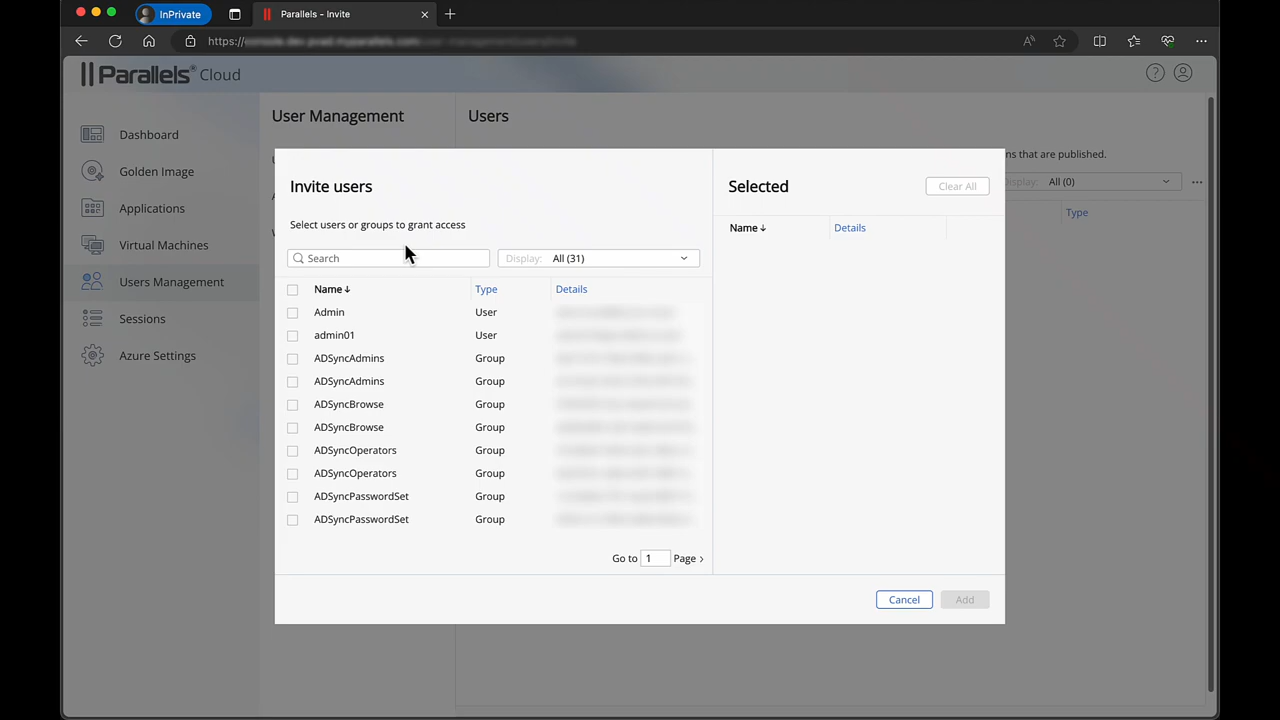 InPrivate
Parallels - Invite
https://
Parallels® Cloud
Dashboard
Golden Image
Applications
Virtual Machines
Users Management
Sessions
Azure Settings
User Management
Users
ns that are published.
Display: All (0)
Type
Invite users
Select users or groups to grant access
Search
Display: All (31)
Name Type Details
Admin User
admin01 User
ADSyncAdmins Group
ADSyncAdmins Group
ADSyncBrowse Group
ADSyncBrowse Group
ADSyncOperators Group
ADSyncOperators Group
ADSyncPasswordSet Group
ADSyncPasswordSet Group
Go to 1 Page
Selected
Clear All
Name Details
Cancel
Add